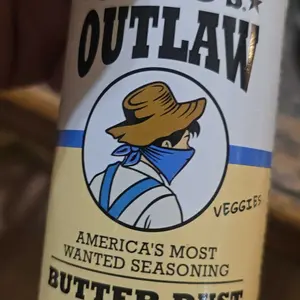 OUTLAW
VEGGIES
AMERICA'S MOST
WANTED SEASONING
BUTTER DUST